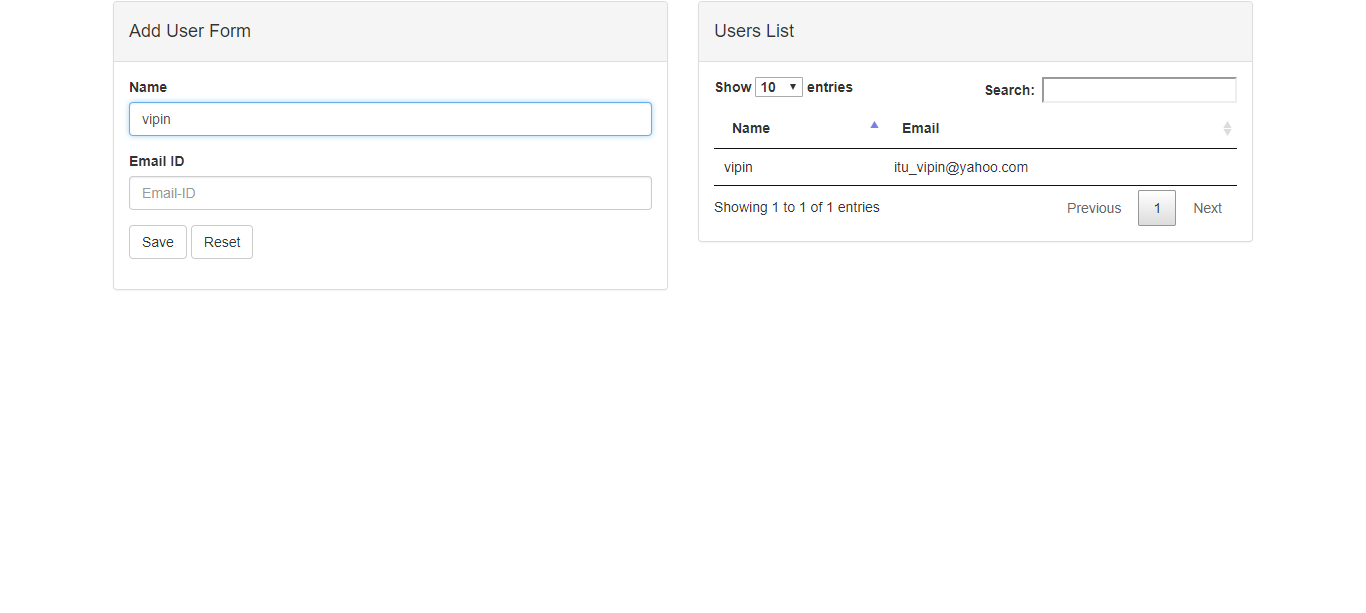 Add User Form
Name
vipin
Email ID
Email-ID
Save Reset
Users List
Show 10 entries Search:
Name Email
vipin itu_vipin@yahoo.com
Showing 1 to 1 of 1 entries Previous 1 Next